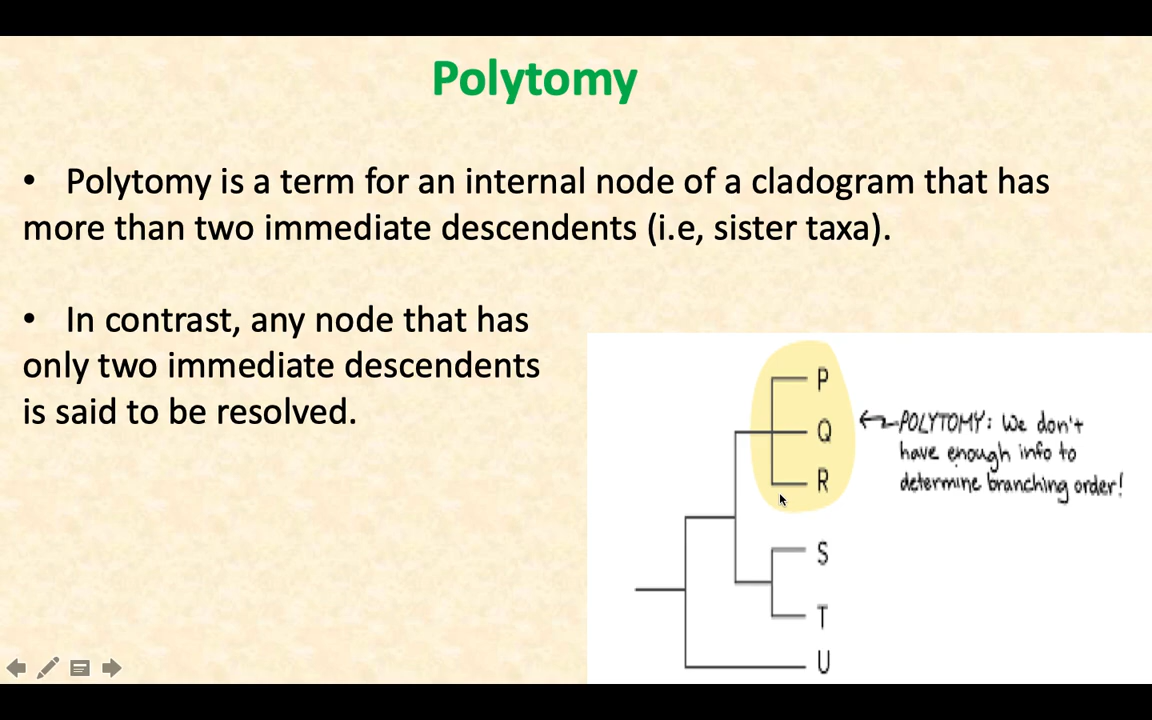 Polytomy
• Polytomy is a term for an internal node of a cladogram that has
more than two immediate descendents (i.e, sister taxa).
• In contrast, any node that has
only two immediate descendents
is said to be resolved.
P
Q
R
S
T
U
POLYTOMY: We don't
have enough info to
determine branching order!